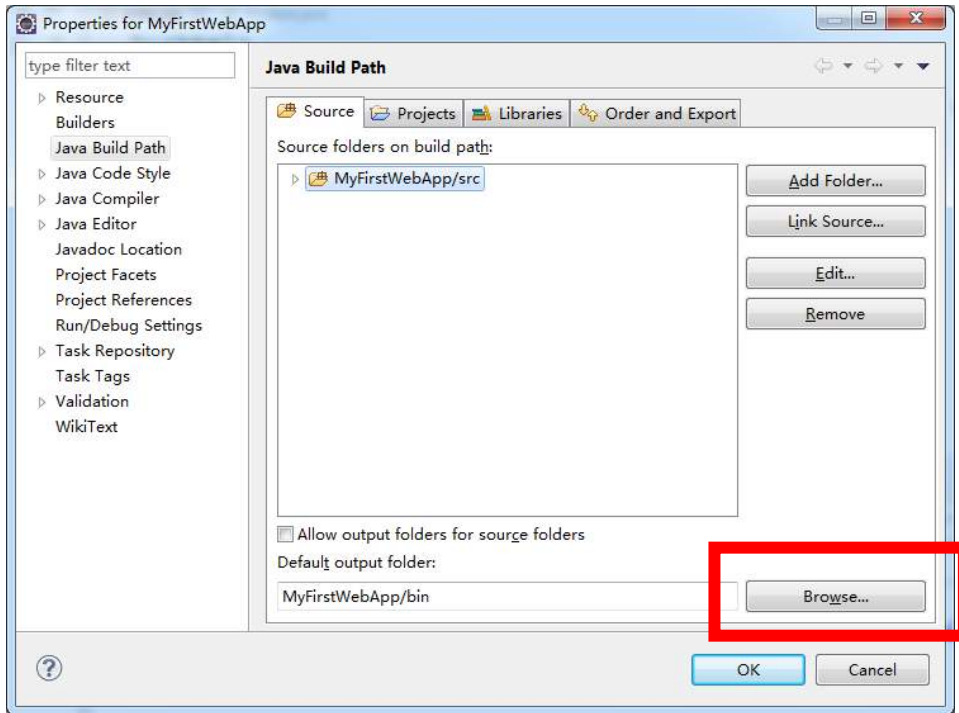 Properties for MyFirstWebApp
type filter text
Resource
Builders
Java Build Path
Java Code Style
Java Compiler
Java Editor
Javadoc Location
Project Facets
Project References
Run/Debug Settings
Task Repository
Task Tags
Validation
WikiText
Java Build Path
Source Projects Libraries Order and Export
Source folders on build path:
MyFirstWebApp/src
Add Folder...
Link Source...
Edit...
Remove
Allow output folders for source folders
Default output folder:
MyFirstWebApp/bin
Browse...
?
OK Cancel